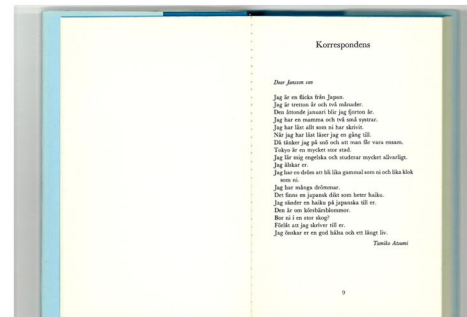 Korrespondens
Dear Jansson san
Jag är en flicka från Japan.
Jag är tretton år och två månader.
Den åttonde januari blir jag fjorton år.
Jag har en mamma och två små systrar.
Jag har läst allt som ni har skrivit.
När jag har läst läser jag en gång till.
Då tänker jag på snö och att man får vara ensam.
Tokyo är en mycket stor stad.
Jag lär mig engelska och studerar mycket allvarligt.
Jag älskar er.
Jag har en dröm att bli lika gammal som ni och lika klok
som ni.
Jag har många drömmar.
Det finns en japansk dikt som heter haiku.
Jag sänder en haiku på japanska till er.
Den är om körsbärsblommor.
Bor ni i en stor skog?
Förlåt att jag skriver till er.
Jag önskar er en god hälsa och ett långt liv.
Tamiko Atsumi
9